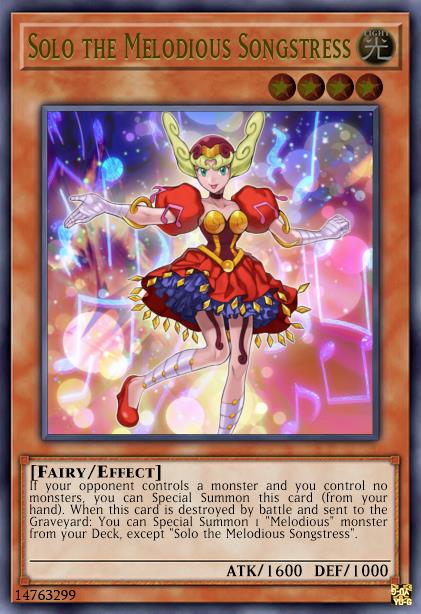 Solo the Melodious Songstress
LIGHT
光
[Fairy/Effect]
If your opponent controls a monster and you control no
monsters, you can Special Summon this card (from your
hand). When this card is destroyed by battle and sent to the
Graveyard: You can Special Summon 1 "Melodious" monster
from your Deck, except "Solo the Melodious Songstress".
ATK/1600 DEF/1000
14763299